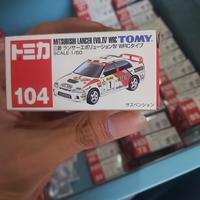 トミカ
104
MITSUBISHI LANCER EVO.IV WRC TOMY
三菱 ランサーエボリューションⅣ WRCタイプ
SCALE 1/60
サスペンション